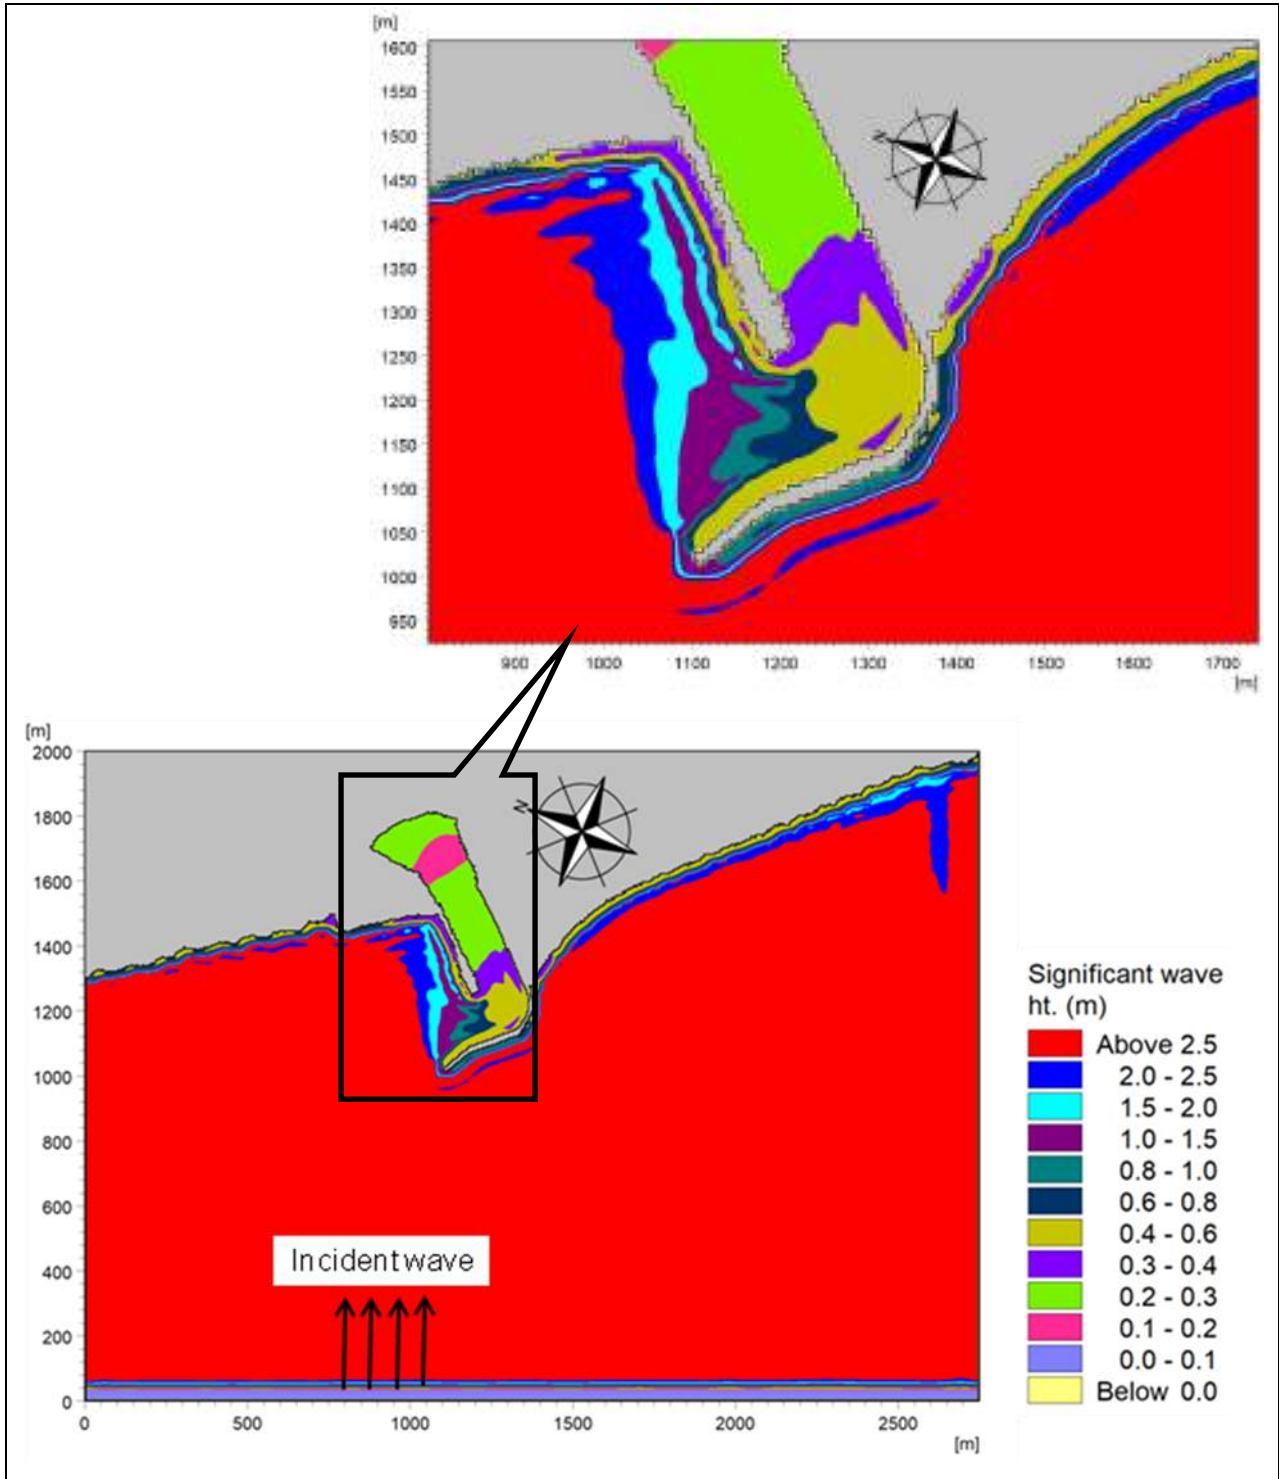 [m]
1600
1550
1500
1450
1400
1350
1300
1250
1200
1150
1100
1050
1000
950
N
900 1000 1100 1200 1300 1400 1500 1600 1700
[m]
[m]
2000
1800
1600
1400
1200
1000
800
600
400
200
0
N
Incident wave
0 500 1000 1500 2000 2500
[m]
Significant wave
ht. (m)
Above 2.5
2.0 - 2.5
1.5 - 2.0
1.0 - 1.5
0.8 - 1.0
0.6 - 0.8
0.4 - 0.6
0.3 - 0.4
0.2 - 0.3
0.1 - 0.2
0.0 - 0.1
Below 0.0